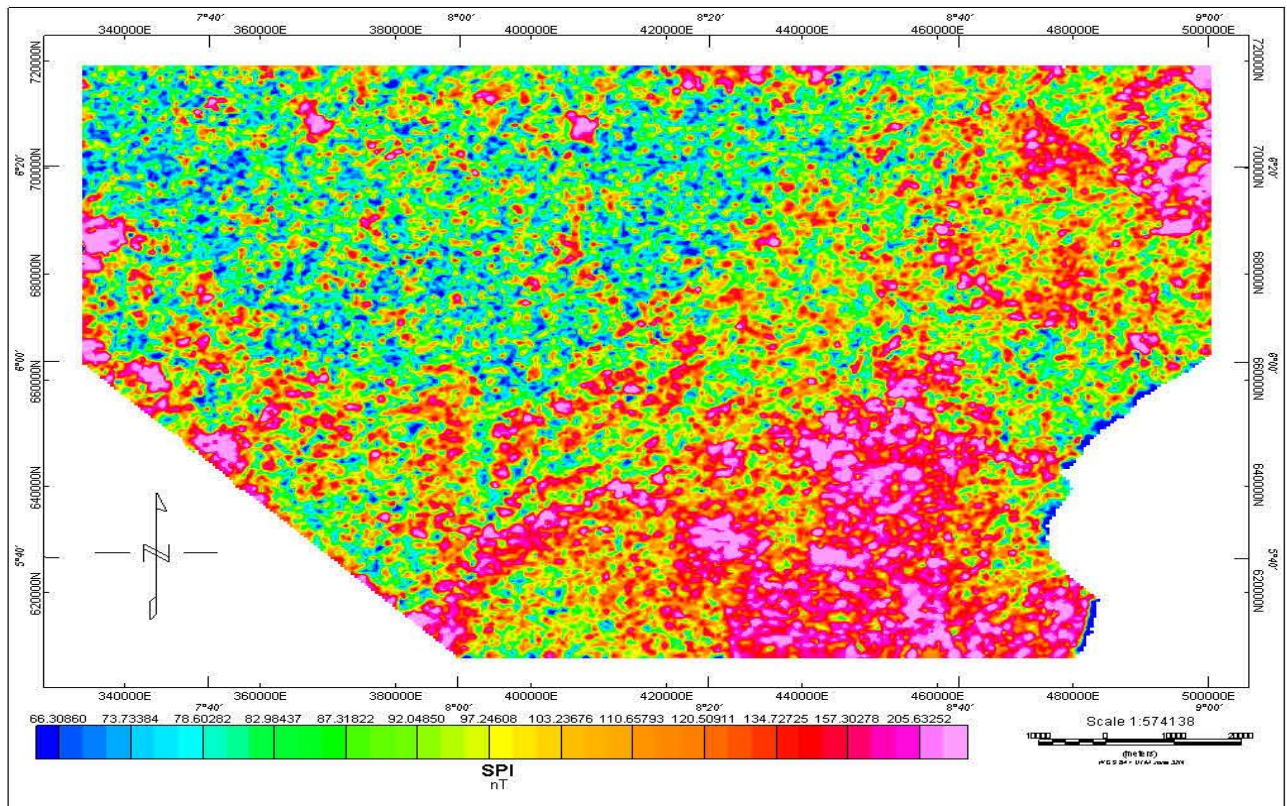 7°40' 8°00' 8°20' 8°40' 9°00'
340000E 360000E 380000E 400000E 420000E 440000E 460000E 480000E 500000E
720000N 720000N
6°20' 700000N 700000N 6°20'
680000N 680000N
6°00' 660000N 660000N 6°00'
640000N 640000N
5°40' 620000N 620000N 5°40'
N
340000E 360000E 380000E 400000E 420000E 440000E 460000E 480000E 500000E
7°40' 8°00' 8°20' 8°40' 9°00'
66.30860 73.73384 78.60282 82.98437 87.31822 92.04850 97.24608 103.23676 110.65793 120.50911 134.72725 157.30278 205.63252
SPI
nT
Scale 1:574138
10000 0 10000 20000
(meters)